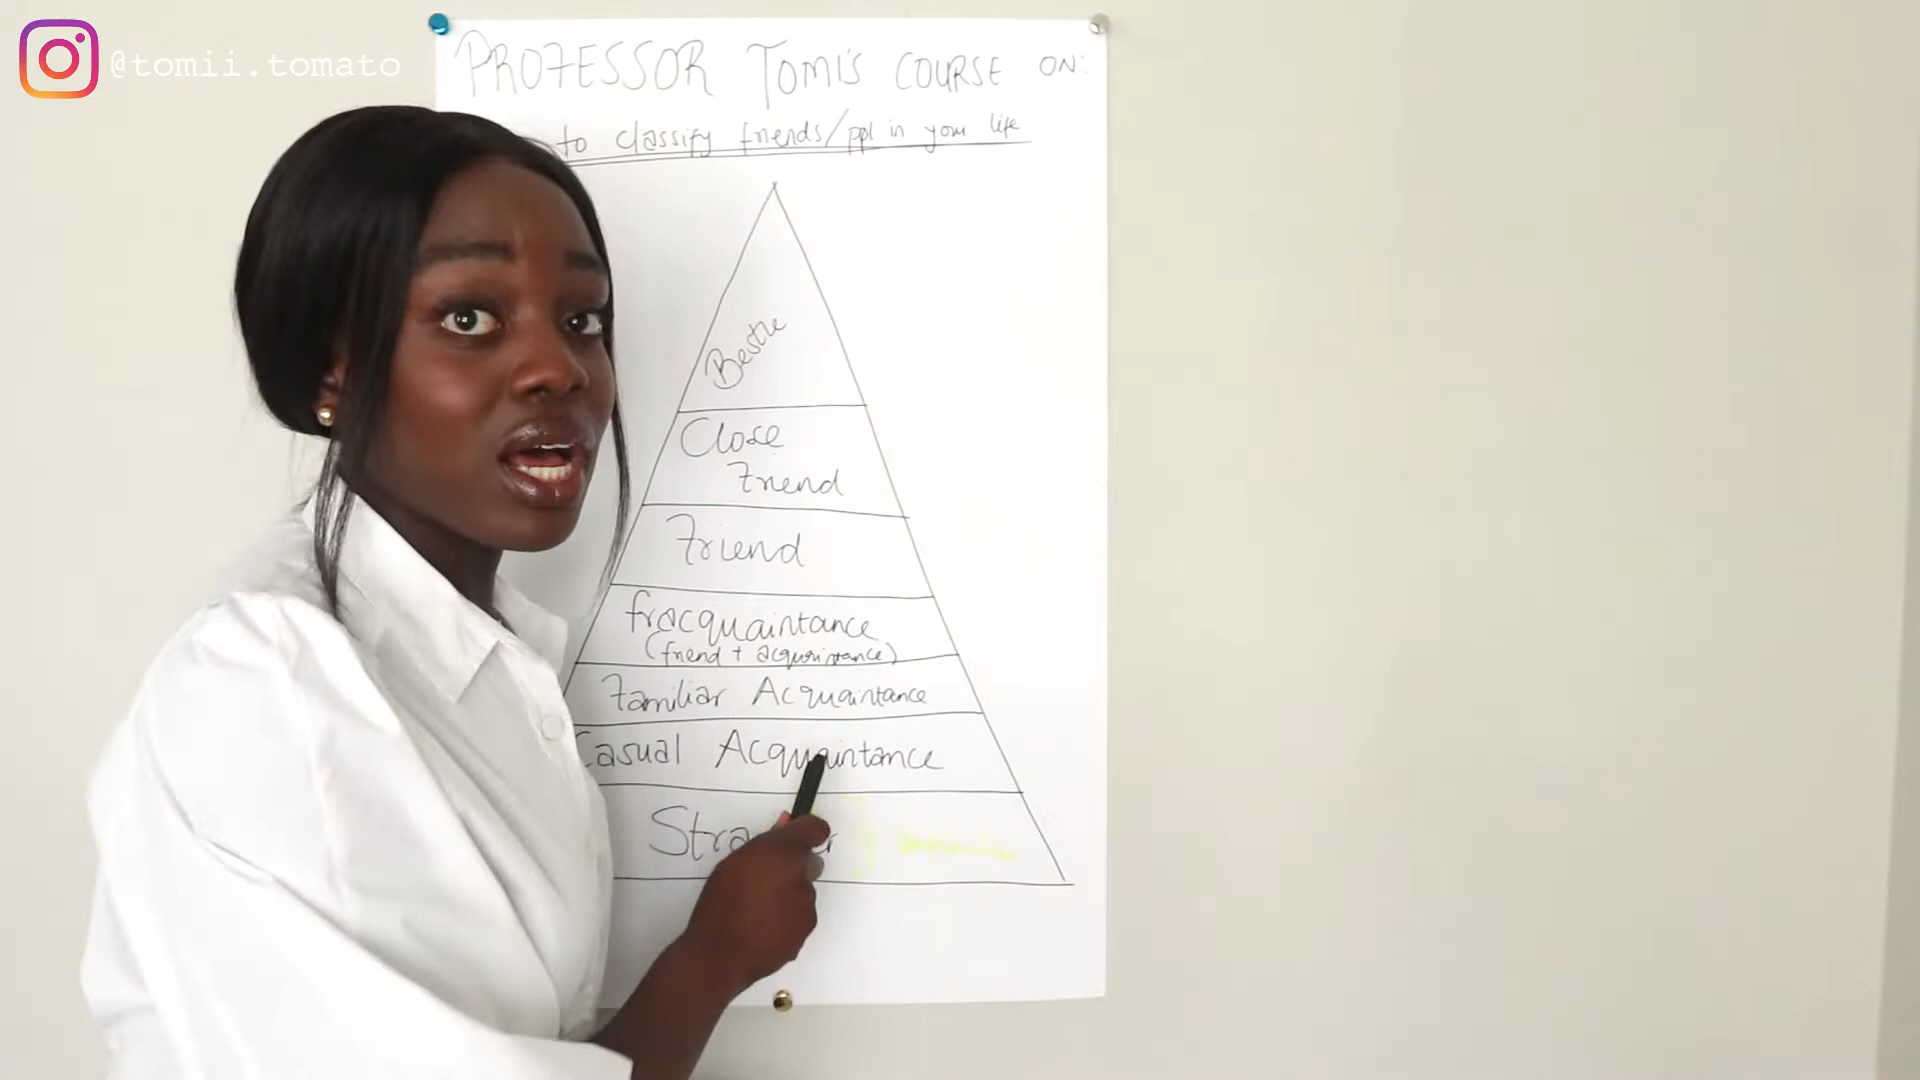 @tomii.tomato
PROFESSOR TOMI'S COURSE ON:
to classify friends/ppl in your life
Bestie
Close
Friend
Friend
fracquaintance
(friend + acquaintance)
Familiar Acquaintance
Casual Acquaintance